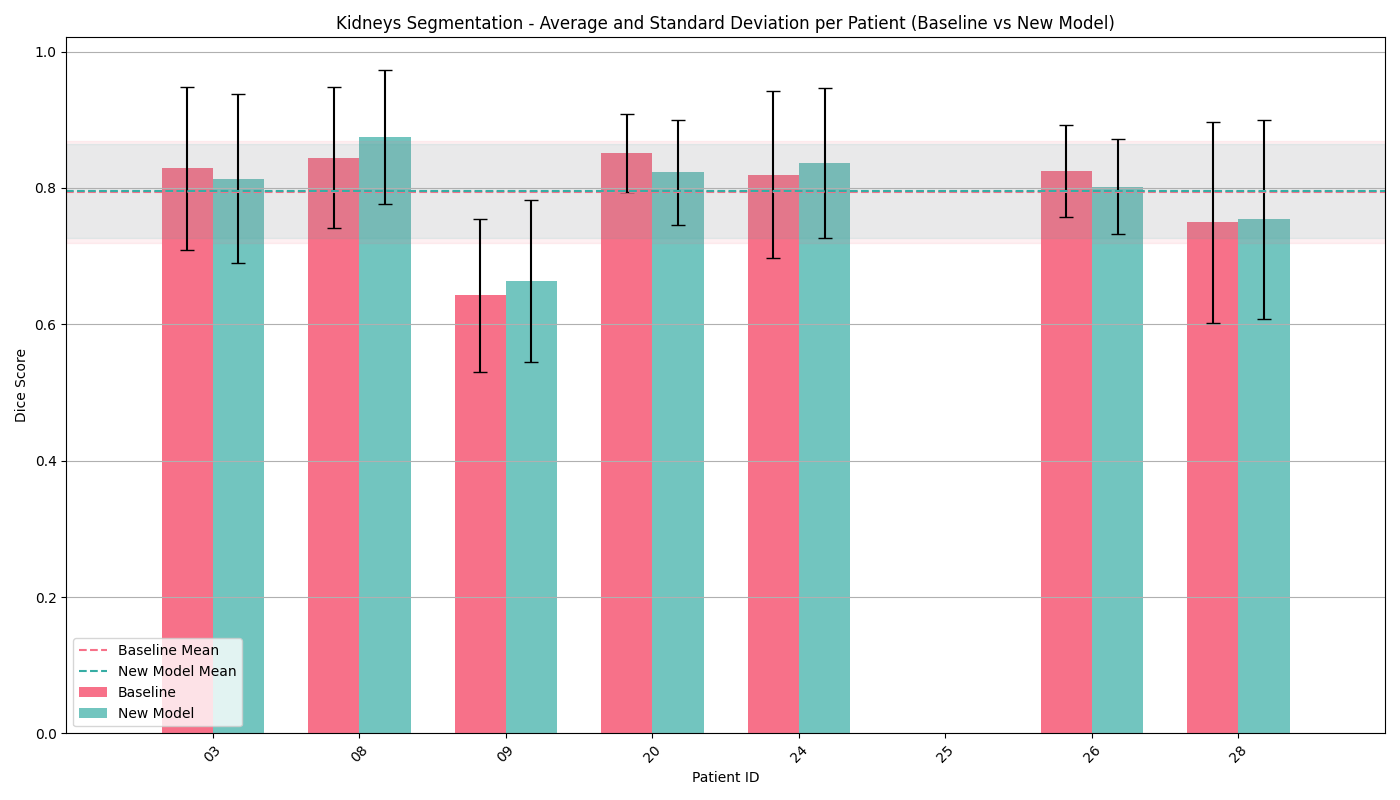 Kidneys Segmentation - Average and Standard Deviation per Patient (Baseline vs New Model)
Dice Score
1.0
0.8
0.6
0.4
0.2
0.0
Baseline Mean
New Model Mean
Baseline
New Model
03 08 09 20 24 25 26 28
Patient ID